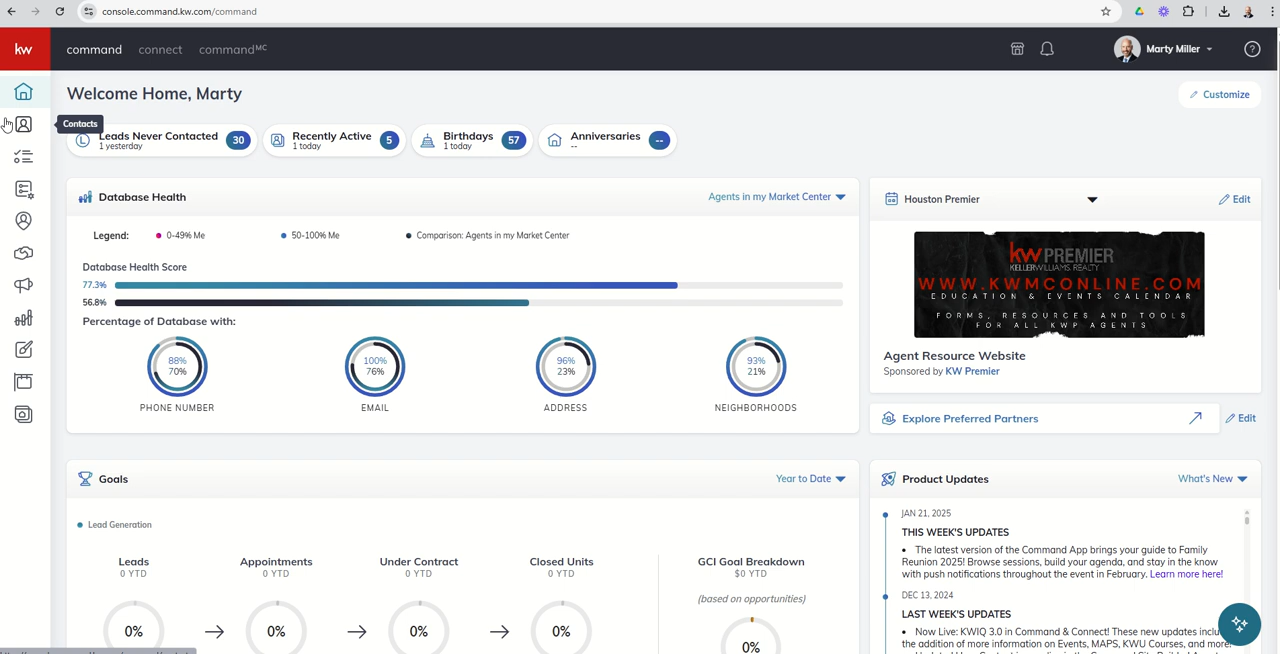 console.command.kw.com/command
kw
command
connect
commandMC
Marty Miller
Welcome Home, Marty
Customize
Contacts
Leads Never Contacted
1 yesterday
30
Recently Active
1 today
5
Birthdays
1 today
57
Anniversaries
--
--
Database Health
Agents in my Market Center
Legend:
0-49% Me
50-100% Me
Comparison: Agents in my Market Center
Database Health Score
77.3%
56.8%
Percentage of Database with:
88%
70%
PHONE NUMBER
100%
76%
EMAIL
96%
23%
ADDRESS
93%
21%
NEIGHBORHOODS
Houston Premier
Edit
kw PREMIER
KELLERWILLIAMS REALTY
WWW.KWMCONLINE.COM
EDUCATION & EVENTS CALENDAR
FORMS, RESOURCES AND TOOLS
FOR ALL KWP AGENTS
Agent Resource Website
Sponsored by KW Premier
Explore Preferred Partners
Edit
Goals
Year to Date
Lead Generation
Leads
0 YTD
0%
Appointments
0 YTD
0%
Under Contract
0 YTD
0%
Closed Units
0 YTD
0%
GCI Goal Breakdown
$0 YTD
(based on opportunities)
0%
Product Updates
What's New
JAN 21, 2025
THIS WEEK'S UPDATES
• The latest version of the Command App brings your guide to Family
Reunion 2025! Browse sessions, build your agenda, and stay in the know
with push notifications throughout the event in February. Learn more here!
DEC 13, 2024
LAST WEEK'S UPDATES
• Now Live: KWIQ 3.0 in Command & Connect! These new updates
the addition of more information on Events, MAPS, KWU Courses, and more!